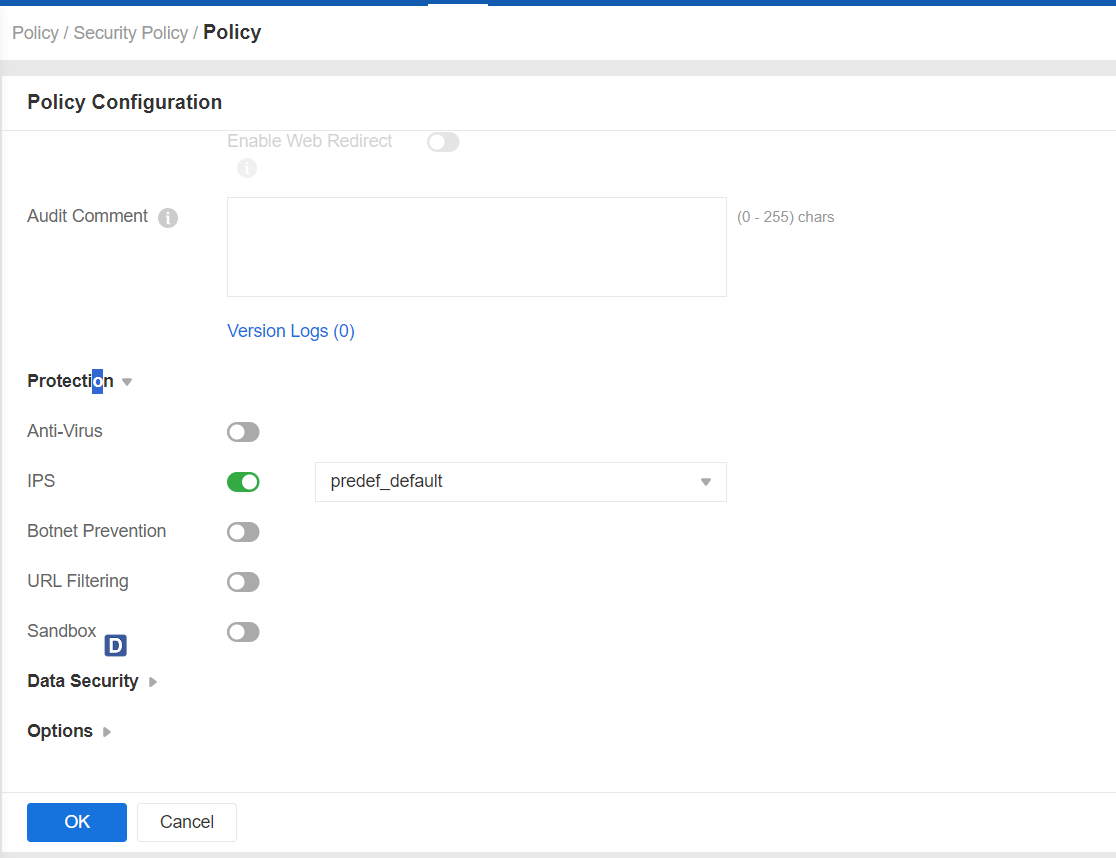 Policy / Security Policy / Policy
Policy Configuration
Enable Web Redirect
Audit Comment
(0 - 255) chars
Version Logs (0)
Protection
Anti-Virus
IPS
predef_default
Botnet Prevention
URL Filtering
Sandbox
D
Data Security
Options
OK
Cancel